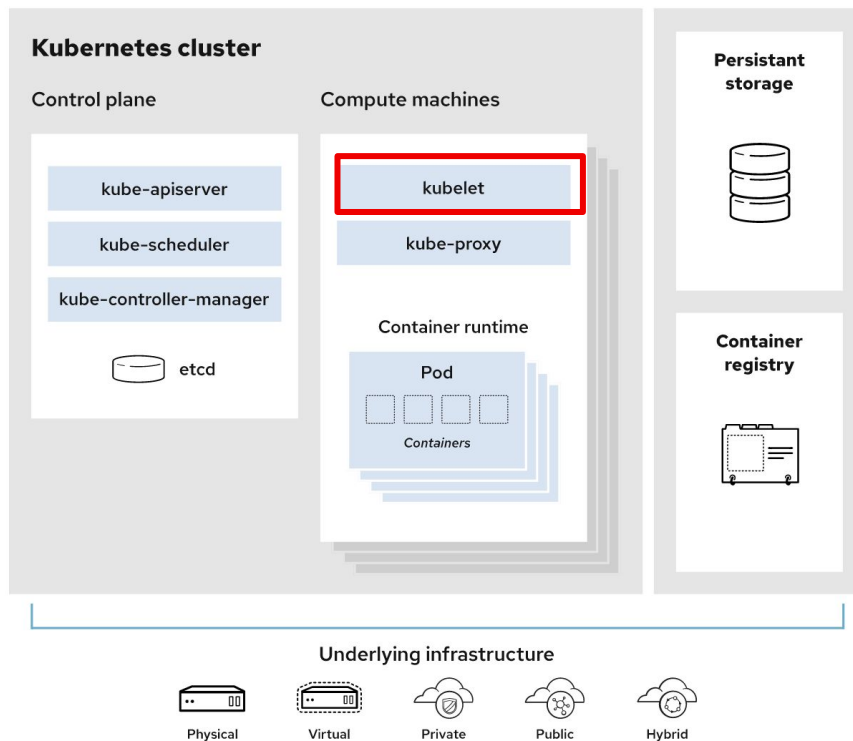 Kubernetes cluster
Control plane
kube-apiserver
kube-scheduler
kube-controller-manager
etcd
Compute machines
kubelet
kube-proxy
Container runtime
Pod
Containers
Persistant
storage
Container
registry
Underlying infrastructure
Physical
Virtual
Private
Public
Hybrid